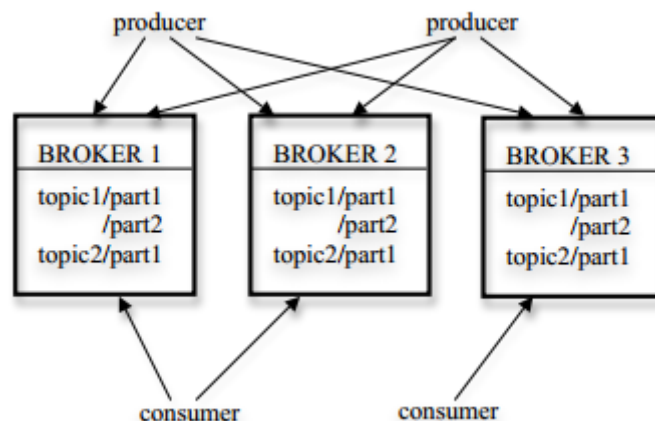 producer
producer
BROKER 1
topic1/part1
/part2
topic2/part1
BROKER 2
topic1/part1
/part2
topic2/part1
BROKER 3
topic1/part1
/part2
topic2/part1
consumer
consumer